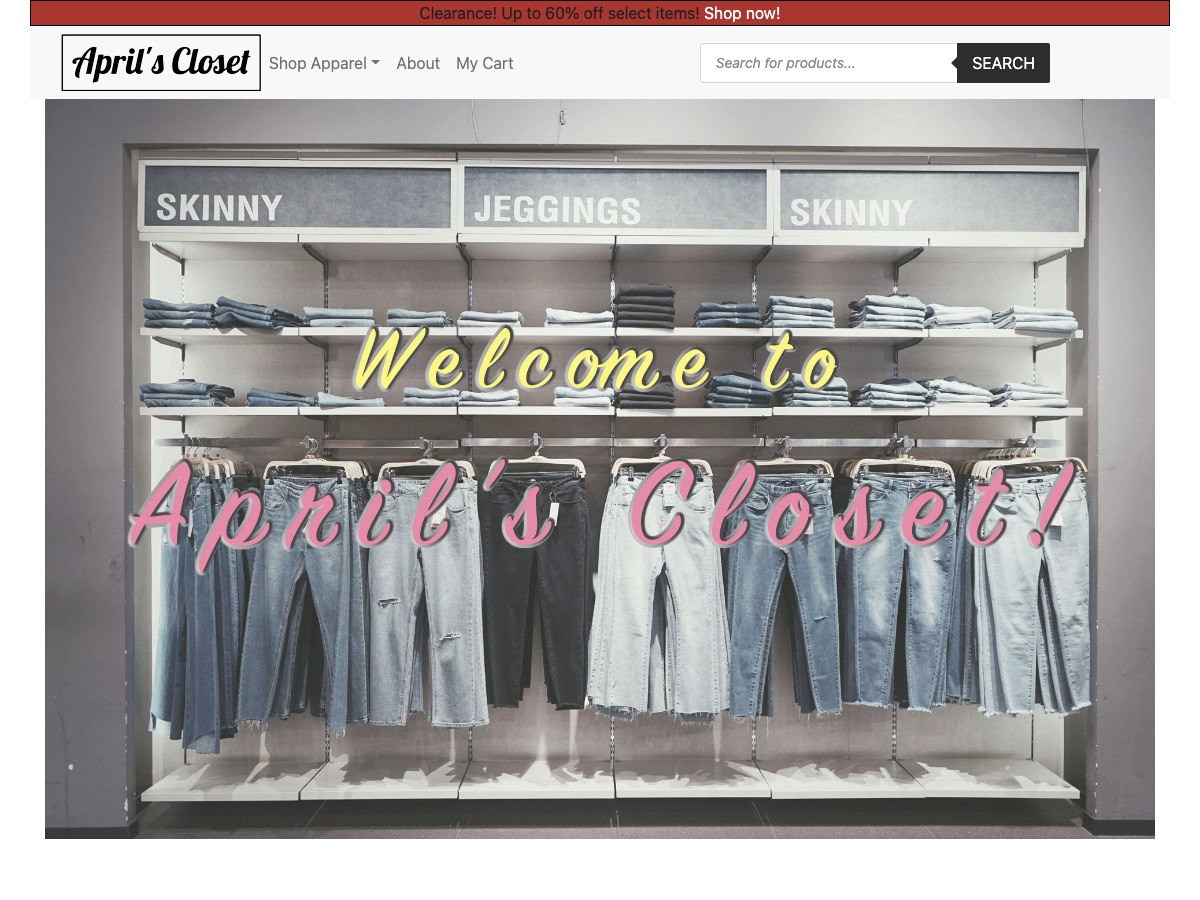 Clearance! Up to 60% off select items! Shop now!
April's Closet
Shop Apparel About My Cart
Search for products... SEARCH
SKINNY JEGGINGS SKINNY
Welcome to
April's Closet!